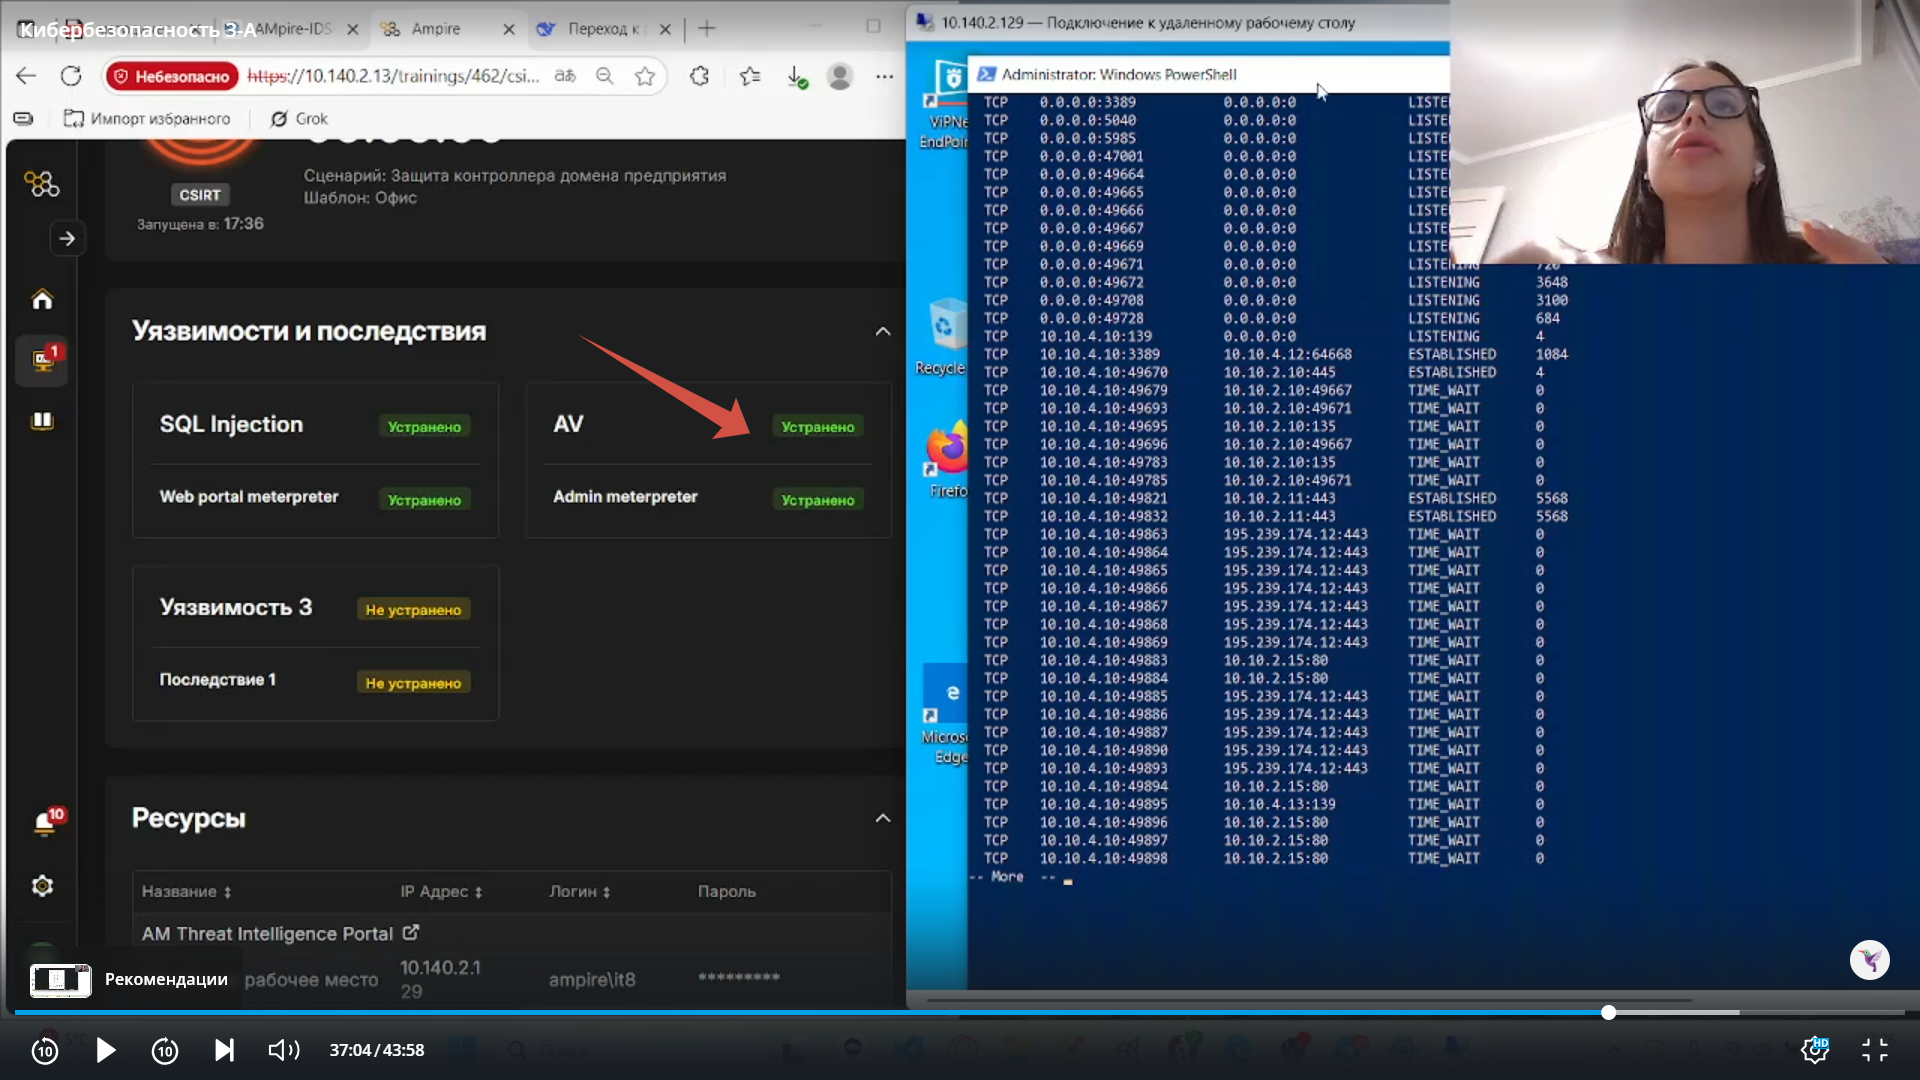 Кибербезопасность 3-А
AMpire-IDS
Ampire
Переход к
Небезопасно
https://10.140.2.13/trainings/462/csi...
Импорт избранного
Grok
CSIRT
Запущена в: 17:36
Сценарий: Защита контроллера домена предприятия
Шаблон: Офис
1
Уязвимости и последствия
SQL Injection
Устранено
Web portal meterpreter
Устранено
AV
Устранено
Admin meterpreter
Устранено
Уязвимость 3
Не устранено
Последствие 1
Не устранено
10
Ресурсы
Название
IP Адрес
Логин
Пароль
AM Threat Intelligence Portal
рабочее место
10.140.2.1
29
ampire\it8
*********
10.140.2.129 — Подключение к удаленному рабочему столу
ViPNe
EndPoi
Recycle
Firefo
Micros
Edge
Administrator: Windows PowerShell
TCP 0.0.0.0:3389 0.0.0.0:0 LISTE
TCP 0.0.0.0:5040 0.0.0.0:0 LISTE
TCP 0.0.0.0:5985 0.0.0.0:0 LISTE
TCP 0.0.0.0:47001 0.0.0.0:0 LISTE
TCP 0.0.0.0:49664 0.0.0.0:0 LISTE
TCP 0.0.0.0:49665 0.0.0.0:0 LISTE
TCP 0.0.0.0:49666 0.0.0.0:0 LISTE
TCP 0.0.0.0:49667 0.0.0.0:0 LISTE
TCP 0.0.0.0:49669 0.0.0.0:0 LISTE
TCP 0.0.0.0:49671 0.0.0.0:0 LISTENING 720
TCP 0.0.0.0:49672 0.0.0.0:0 LISTENING 3648
TCP 0.0.0.0:49708 0.0.0.0:0 LISTENING 3100
TCP 0.0.0.0:49728 0.0.0.0:0 LISTENING 684
TCP 10.10.4.10:139 0.0.0.0:0 LISTENING 4
TCP 10.10.4.10:3389 10.10.4.12:64668 ESTABLISHED 1084
TCP 10.10.4.10:49670 10.10.2.10:445 ESTABLISHED 4
TCP 10.10.4.10:49679 10.10.2.10:49667 TIME_WAIT 0
TCP 10.10.4.10:49693 10.10.2.10:49671 TIME_WAIT 0
TCP 10.10.4.10:49695 10.10.2.10:135 TIME_WAIT 0
TCP 10.10.4.10:49696 10.10.2.10:49667 TIME_WAIT 0
TCP 10.10.4.10:49783 10.10.2.10:135 TIME_WAIT 0
TCP 10.10.4.10:49785 10.10.2.10:49671 TIME_WAIT 0
TCP 10.10.4.10:49821 10.10.2.11:443 ESTABLISHED 5568
TCP 10.10.4.10:49832 10.10.2.11:443 ESTABLISHED 5568
TCP 10.10.4.10:49863 195.239.174.12:443 TIME_WAIT 0
TCP 10.10.4.10:49864 195.239.174.12:443 TIME_WAIT 0
TCP 10.10.4.10:49865 195.239.174.12:443 TIME_WAIT 0
TCP 10.10.4.10:49866 195.239.174.12:443 TIME_WAIT 0
TCP 10.10.4.10:49867 195.239.174.12:443 TIME_WAIT 0
TCP 10.10.4.10:49868 195.239.174.12:443 TIME_WAIT 0
TCP 10.10.4.10:49869 195.239.174.12:443 TIME_WAIT 0
TCP 10.10.4.10:49883 10.10.2.15:80 TIME_WAIT 0
TCP 10.10.4.10:49884 10.10.2.15:80 TIME_WAIT 0
TCP 10.10.4.10:49885 195.239.174.12:443 TIME_WAIT 0
TCP 10.10.4.10:49886 195.239.174.12:443 TIME_WAIT 0
TCP 10.10.4.10:49887 195.239.174.12:443 TIME_WAIT 0
TCP 10.10.4.10:49890 195.239.174.12:443 TIME_WAIT 0
TCP 10.10.4.10:49893 195.239.174.12:443 TIME_WAIT 0
TCP 10.10.4.10:49894 10.10.2.15:80 TIME_WAIT 0
TCP 10.10.4.10:49895 10.10.4.13:139 TIME_WAIT 0
TCP 10.10.4.10:49896 10.10.2.15:80 TIME_WAIT 0
TCP 10.10.4.10:49897 10.10.2.15:80 TIME_WAIT 0
TCP 10.10.4.10:49898 10.10.2.15:80 TIME_WAIT 0
-- More --
Рекомендации
10
10
37:04 / 43:58
HD